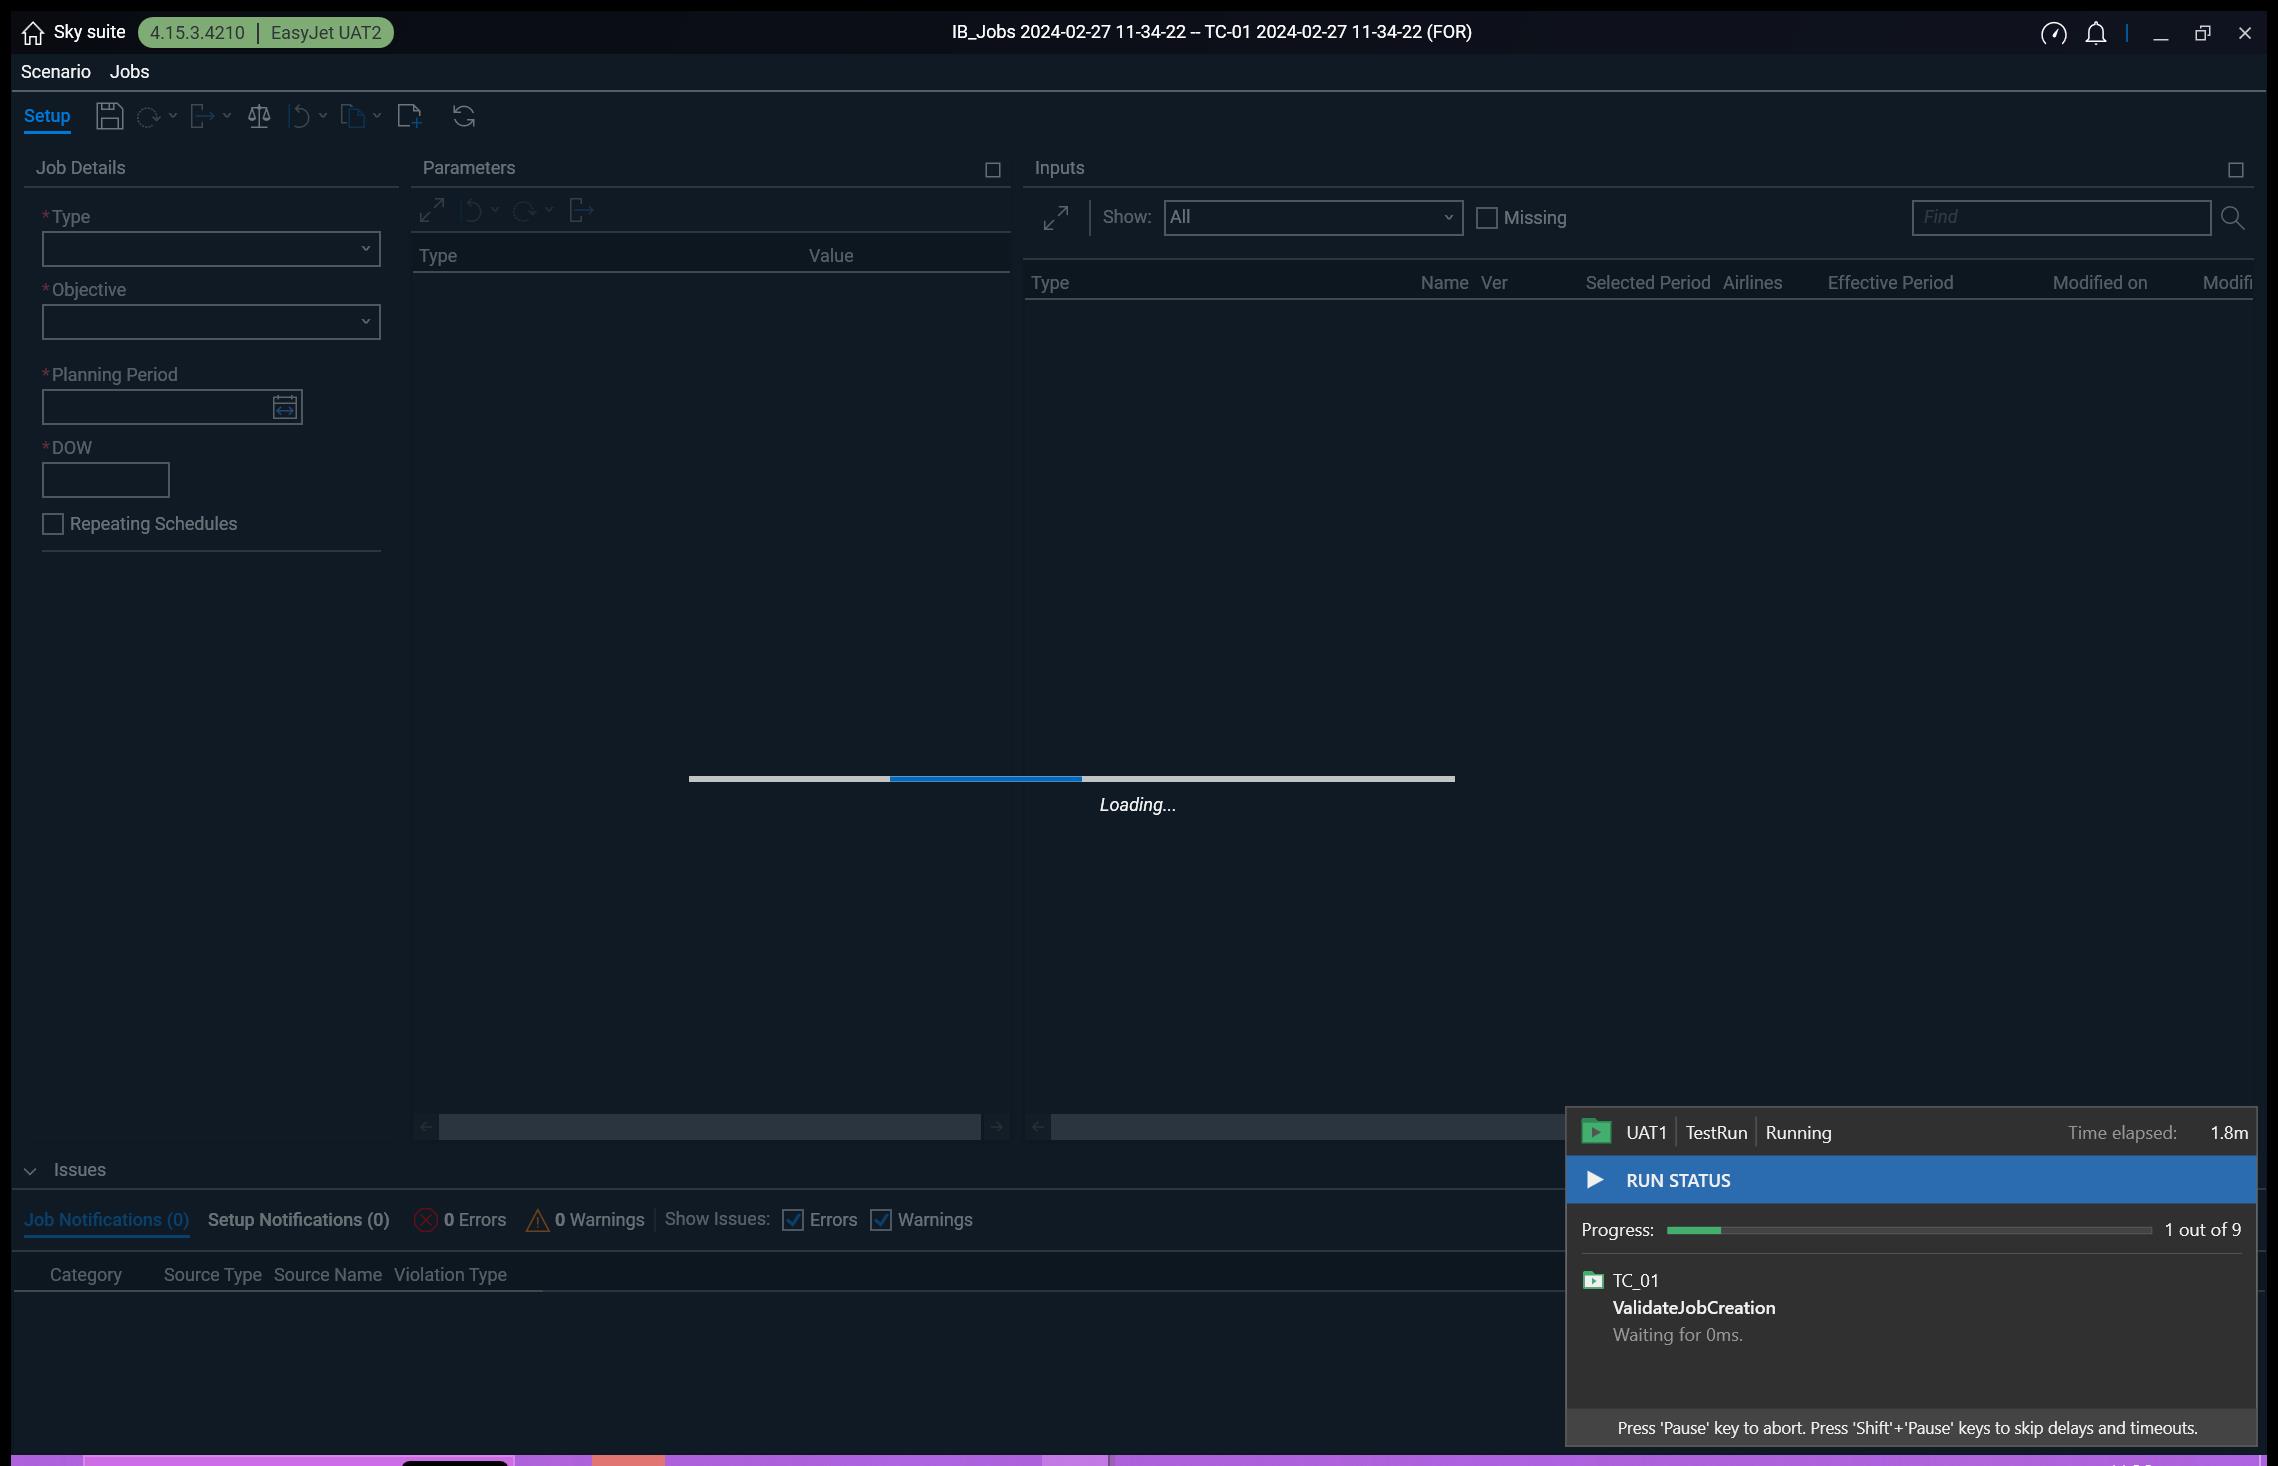 Sky suite 4.15.3.4210 | EasyJet UAT2 IB_Jobs 2024-02-27 11-34-22 -- TC-01 2024-02-27 11-34-22 (FOR)
Scenario Jobs
Setup
Job Details
*Type
*Objective
*Planning Period
*DOW
Repeating Schedules
Parameters
Type Value
Inputs
Show: All Missing Find
Type Name Ver Selected Period Airlines Effective Period Modified on Modifi
Loading...
Issues
Job Notifications (0) Setup Notifications (0) 0 Errors 0 Warnings Show Issues: Errors Warnings
Category Source Type Source Name Violation Type
UAT1 TestRun Running Time elapsed: 1.8m
RUN STATUS
Progress: 1 out of 9
TC_01
ValidateJobCreation
Waiting for 0ms.
Press 'Pause' key to abort. Press 'Shift'+'Pause' keys to skip delays and timeouts.